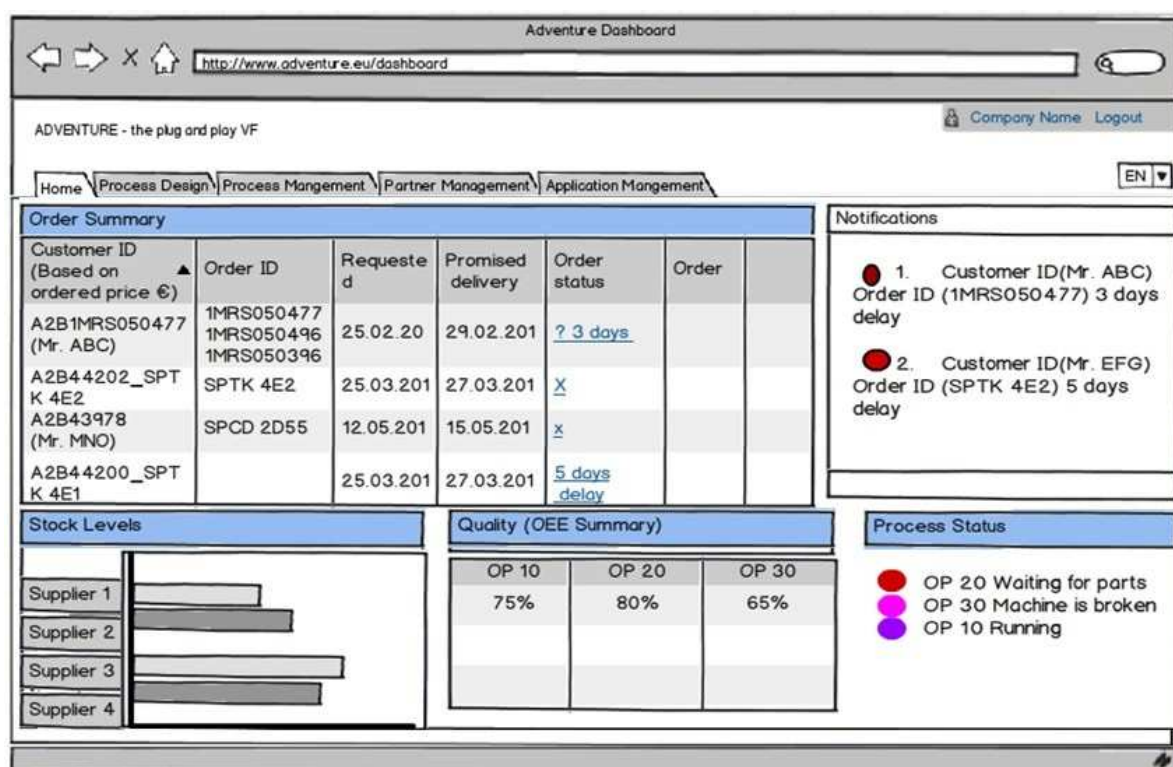 Adventure Dashboard
http://www.adventure.eu/dashboard
Company Name Logout
ADVENTURE - the plug and play VF
EN
Home Process Design Process Mangement Partner Management Application Mangement
Order Summary
Customer ID
(Based on
ordered price €)
Order ID
Requeste
d
Promised
delivery
Order
status
Order
A2B1MRS050477
(Mr. ABC)
1MRS050477
1MRS050496
1MRS050396
25.02.20
29.02.201
? 3 days
A2B44202_SPT
K 4E2
SPTK 4E2
25.03.201
27.03.201
X
A2B43978
(Mr. MNO)
SPCD 2D55
12.05.201
15.05.201
x
A2B44200_SPT
K 4E1
25.03.201
27.03.201
5 days
delay
Notifications
1. Customer ID(Mr. ABC)
Order ID (1MRS050477) 3 days
delay
2. Customer ID(Mr. EFG)
Order ID (SPTK 4E2) 5 days
delay
Stock Levels
Supplier 1
Supplier 2
Supplier 3
Supplier 4
Quality (OEE Summary)
OP 10 OP 20 OP 30
75% 80% 65%
Process Status
OP 20 Waiting for parts
OP 30 Machine is broken
OP 10 Running